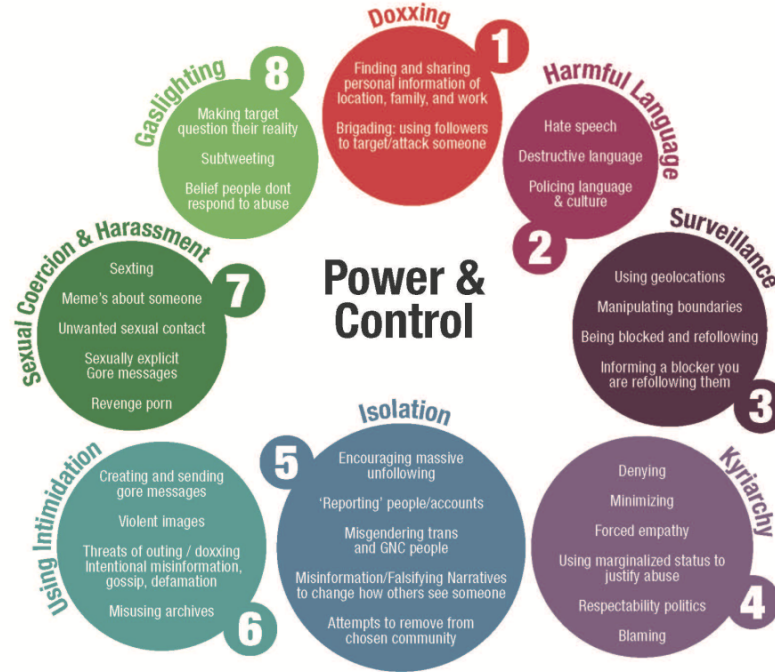 Doxxing
1
Finding and sharing
personal information of
location, family, and work
Brigading: using followers
to target/attack someone
Harmful Language
Hate speech
Destructive language
Policing language
& culture
2
Surveillance
Using geolocations
Manipulating boundaries
Being blocked and refollowing
Informing a blocker you
are refollowing them
3
Kyriarchy
Denying
Minimizing
Forced empathy
Using marginalized status to
justify abuse
Respectability politics
Blaming
4
Isolation
5
Encouraging massive
unfollowing
‘Reporting’ people/accounts
Misgendering trans
and GNC people
Misinformation/Falsifying Narratives
to change how others see someone
Attempts to remove from
chosen community
Using Intimidation
Creating and sending
gore messages
Violent images
Threats of outing / doxxing
Intentional misinformation,
gossip, defamation
Misusing archives
6
Sexual Coercion & Harassment
Sexting
Meme's about someone
7
Unwanted sexual contact
Sexually explicit
Gore messages
Revenge porn
Gaslighting
8
Making target
question their reality
Subtweeting
Belief people dont
respond to abuse
Power &
Control